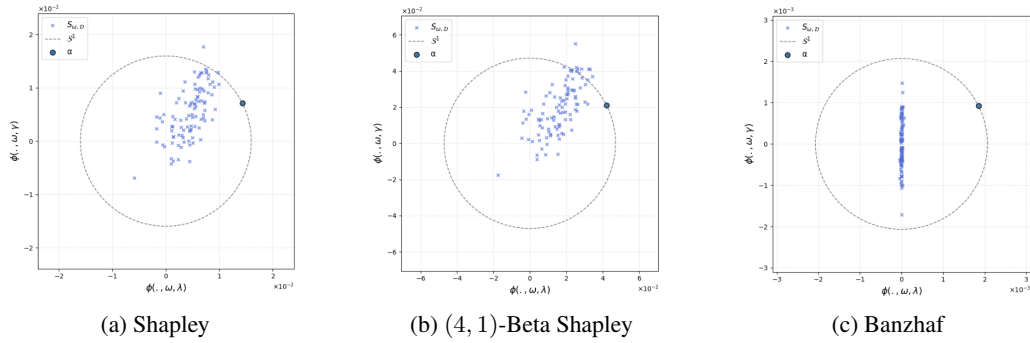 ×10⁻²
2
1
0
−1
−2
ϕ(. , ω, γ)
S_{ω, 𝒟}
𝒮¹
α
−2 −1 0 1 2
×10⁻²
ϕ(. , ω, λ)
(a) Shapley
×10⁻²
6
4
2
0
−2
−4
−6
ϕ(. , ω, γ)
S_{ω, 𝒟}
𝒮¹
α
−6 −4 −2 0 2 4 6
×10⁻²
ϕ(. , ω, λ)
(b) (4, 1)-Beta Shapley
×10⁻³
3
2
1
0
−1
−2
−3
ϕ(. , ω, γ)
S_{ω, 𝒟}
𝒮¹
α
−3 −2 −1 0 1 2 3
×10⁻³
ϕ(. , ω, λ)
(c) Banzhaf